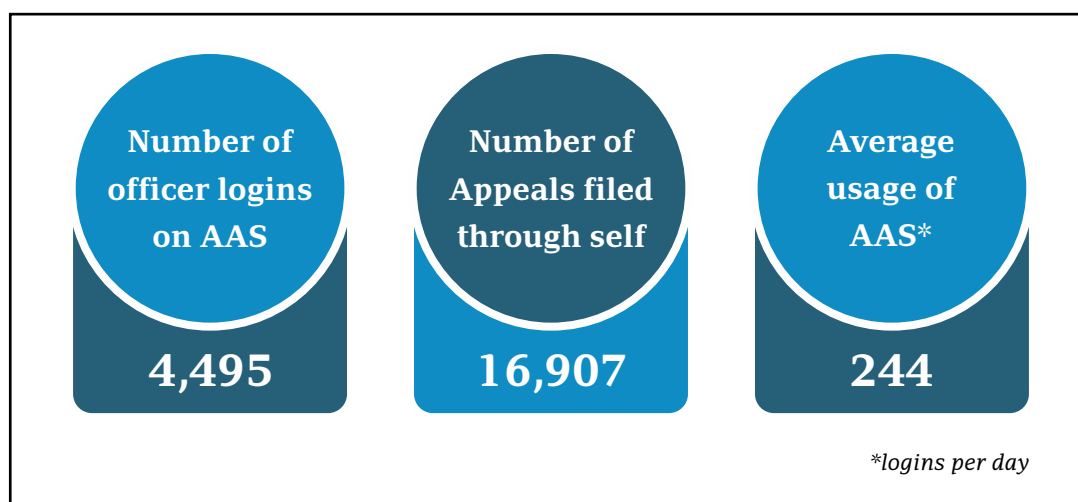 Number of
officer logins
on AAS
4,495
Number of
Appeals filed
through self
16,907
Average
usage of
AAS*
244
*logins per day